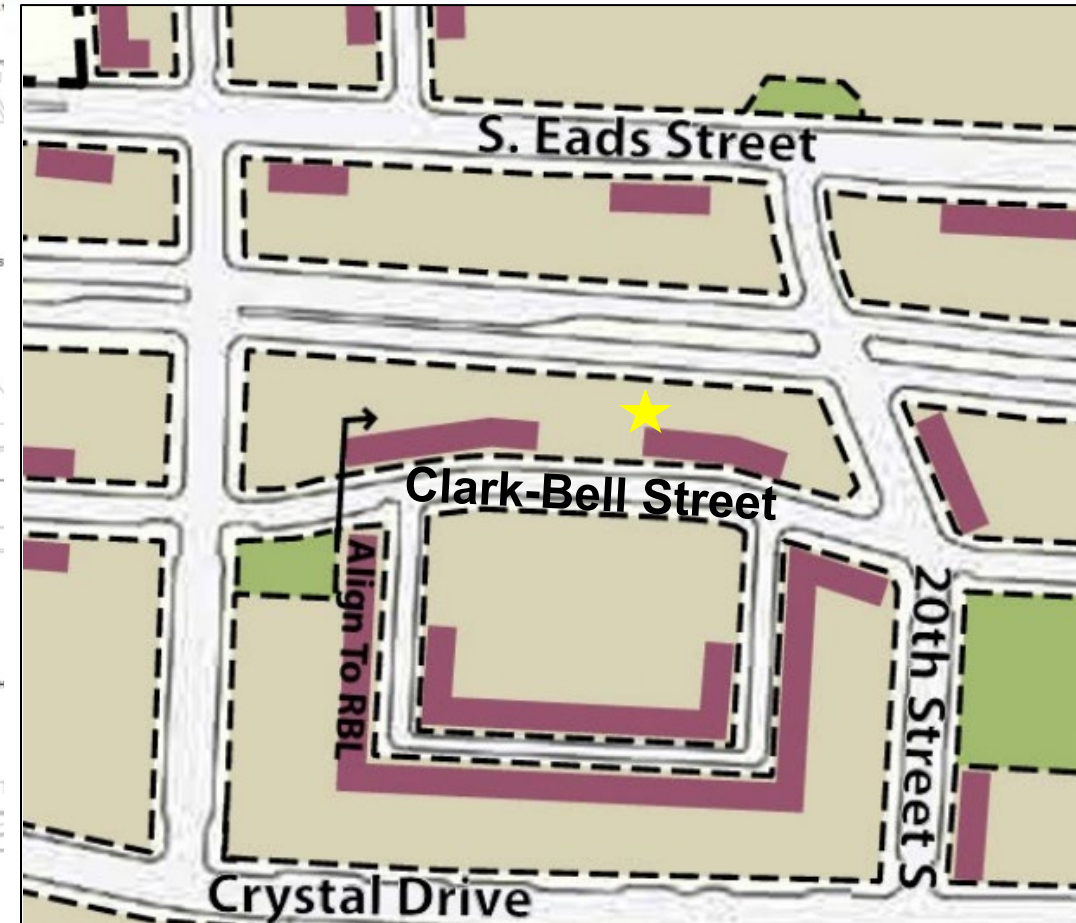 S. Eads Street
Clark-Bell Street
Align To RBL
20th Street S
Crystal Drive